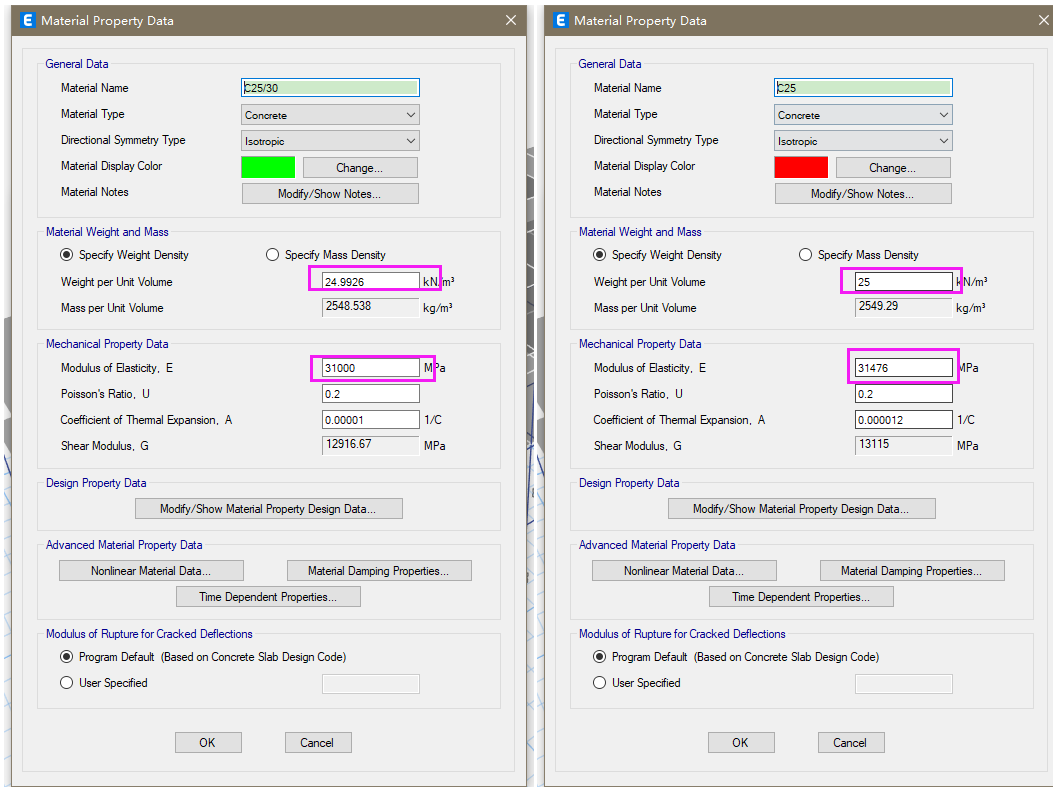 E Material Property Data
General Data
Material Name C25/30
Material Type Concrete
Directional Symmetry Type Isotropic
Material Display Color Change...
Material Notes Modify/Show Notes...
Material Weight and Mass
Specify Weight Density Specify Mass Density
Weight per Unit Volume 24.9926 kN/m³
Mass per Unit Volume 2548.538 kg/m³
Mechanical Property Data
Modulus of Elasticity, E 31000 MPa
Poisson's Ratio, U 0.2
Coefficient of Thermal Expansion, A 0.00001 1/C
Shear Modulus, G 12916.67 MPa
Design Property Data
Modify/Show Material Property Design Data...
Advanced Material Property Data
Nonlinear Material Data... Material Damping Properties...
Time Dependent Properties...
Modulus of Rupture for Cracked Deflections
Program Default (Based on Concrete Slab Design Code)
User Specified
OK Cancel
E Material Property Data
General Data
Material Name C25
Material Type Concrete
Directional Symmetry Type Isotropic
Material Display Color Change...
Material Notes Modify/Show Notes...
Material Weight and Mass
Specify Weight Density Specify Mass Density
Weight per Unit Volume 25 kN/m³
Mass per Unit Volume 2549.29 kg/m³
Mechanical Property Data
Modulus of Elasticity, E 31476 MPa
Poisson's Ratio, U 0.2
Coefficient of Thermal Expansion, A 0.000012 1/C
Shear Modulus, G 13115 MPa
Design Property Data
Modify/Show Material Property Design Data...
Advanced Material Property Data
Nonlinear Material Data... Material Damping Properties...
Time Dependent Properties...
Modulus of Rupture for Cracked Deflections
Program Default (Based on Concrete Slab Design Code)
User Specified
OK Cancel